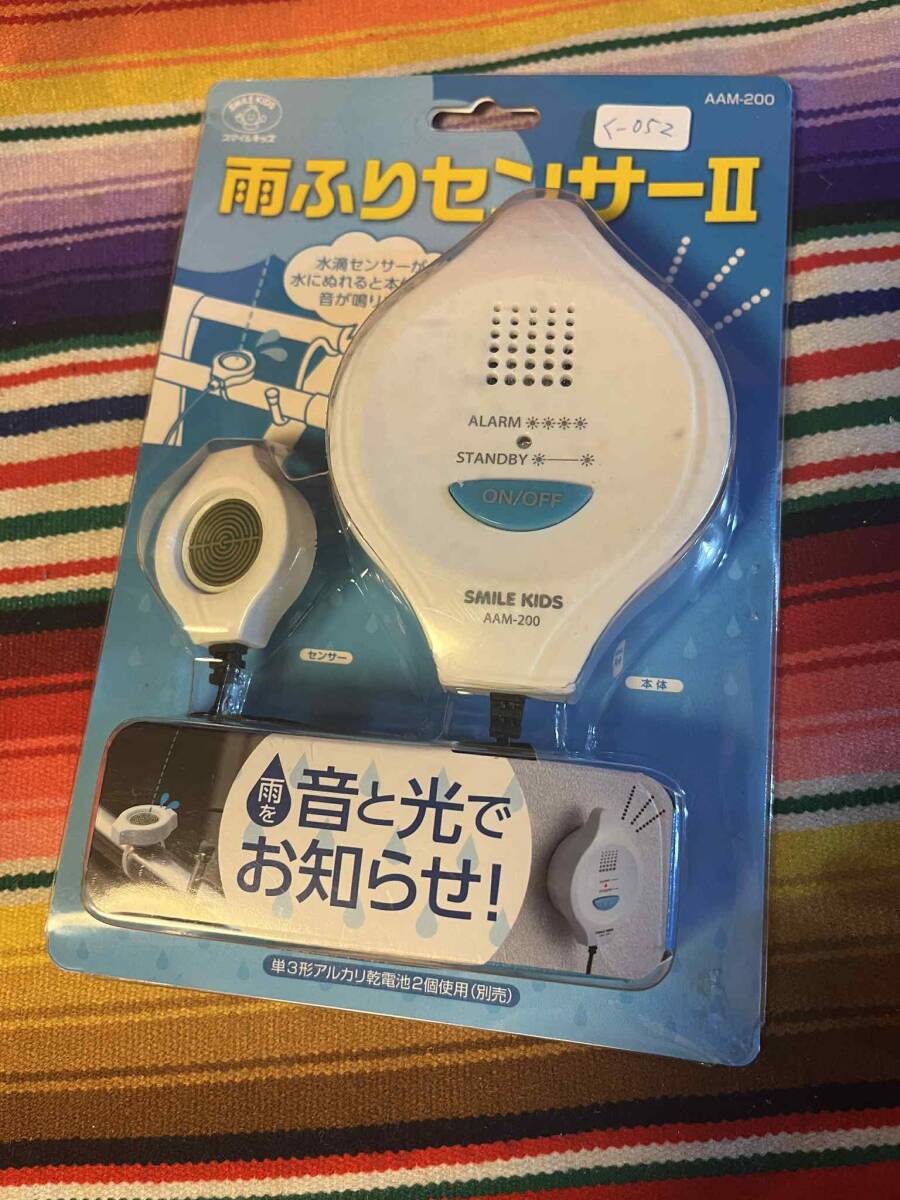 SMILE KIDS
スマイルキッズ
AAM-200
く-052
雨ふりセンサーII
水滴センサーが
水にぬれると本体
音が鳴り
ALARM
STANDBY
ON/OFF
SMILE KIDS
AAM-200
センサー
本体
雨を
音と光で
お知らせ!
単3形アルカリ乾電池2個使用(別売)